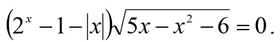 (2^x − 1 − |x|)√(5x − x² − 6) = 0.